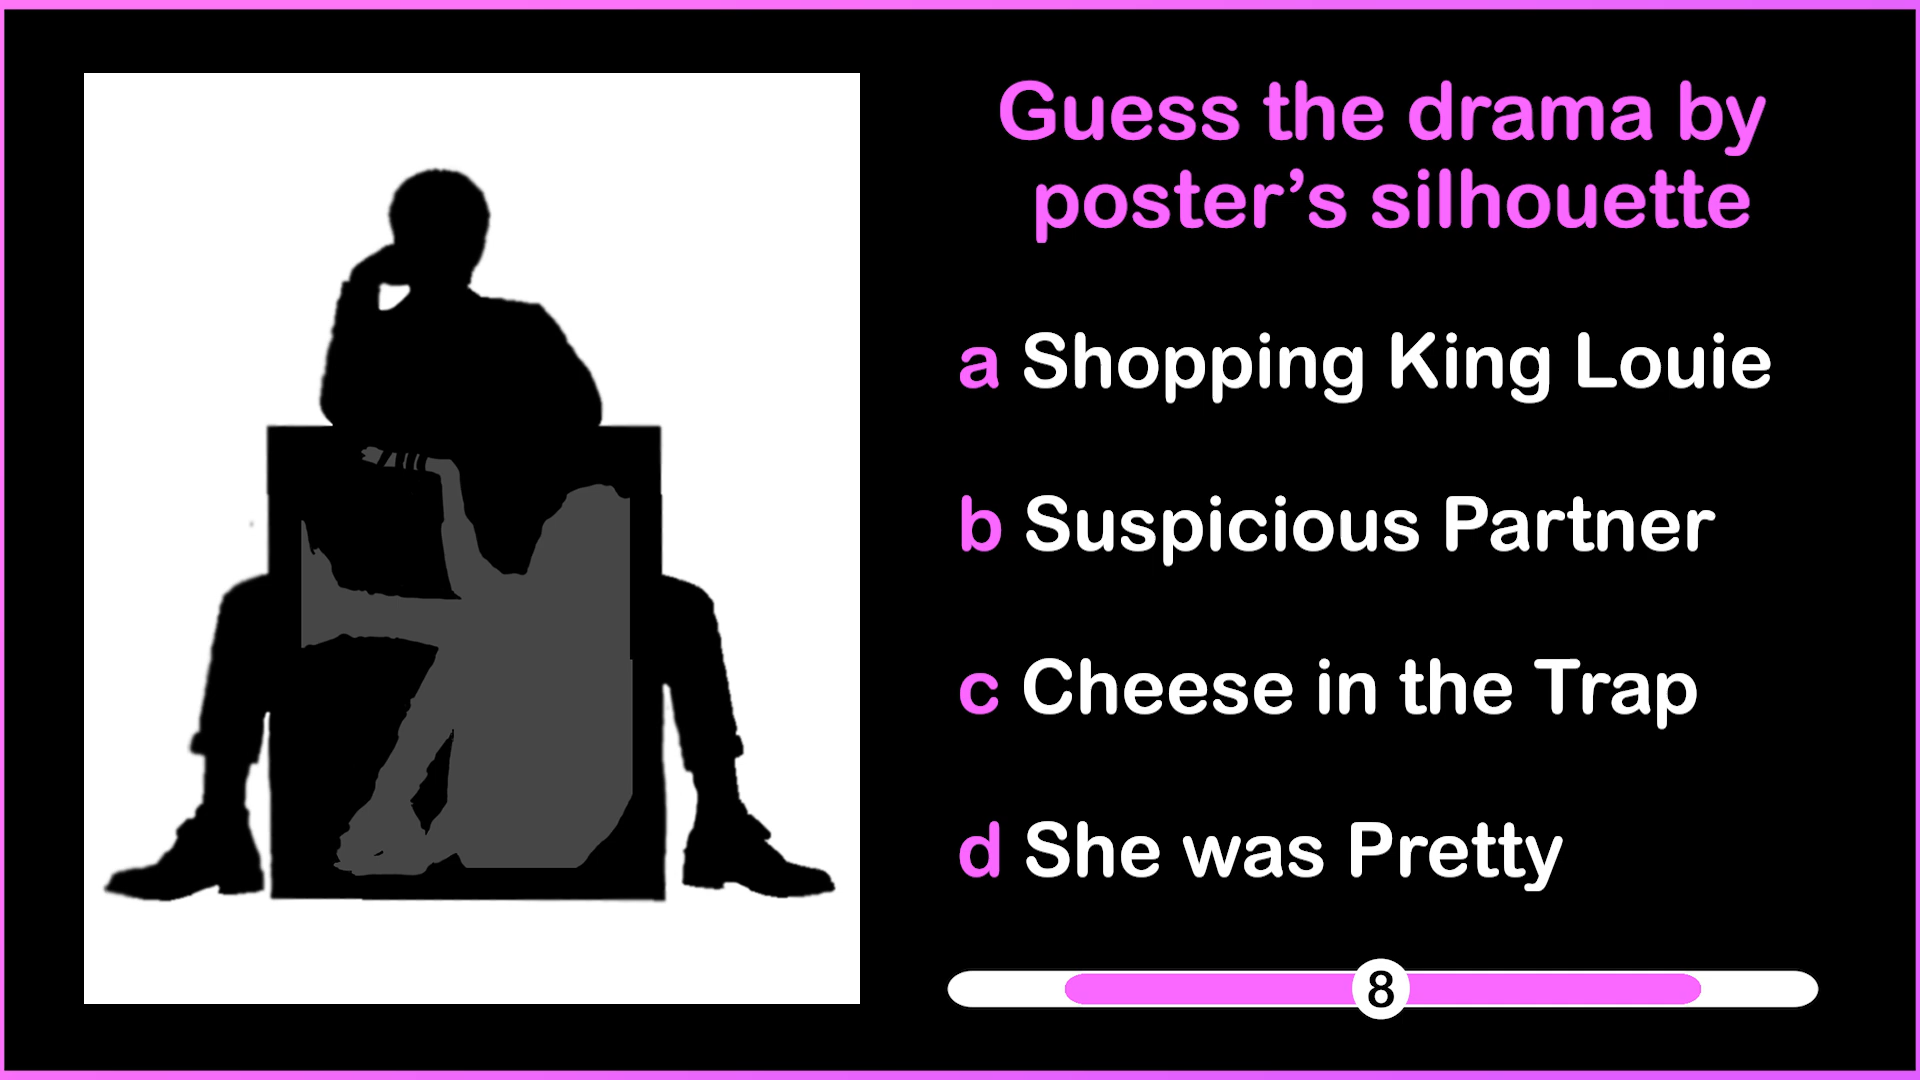 Guess the drama by
poster’s silhouette
a Shopping King Louie
b Suspicious Partner
c Cheese in the Trap
d She was Pretty
8